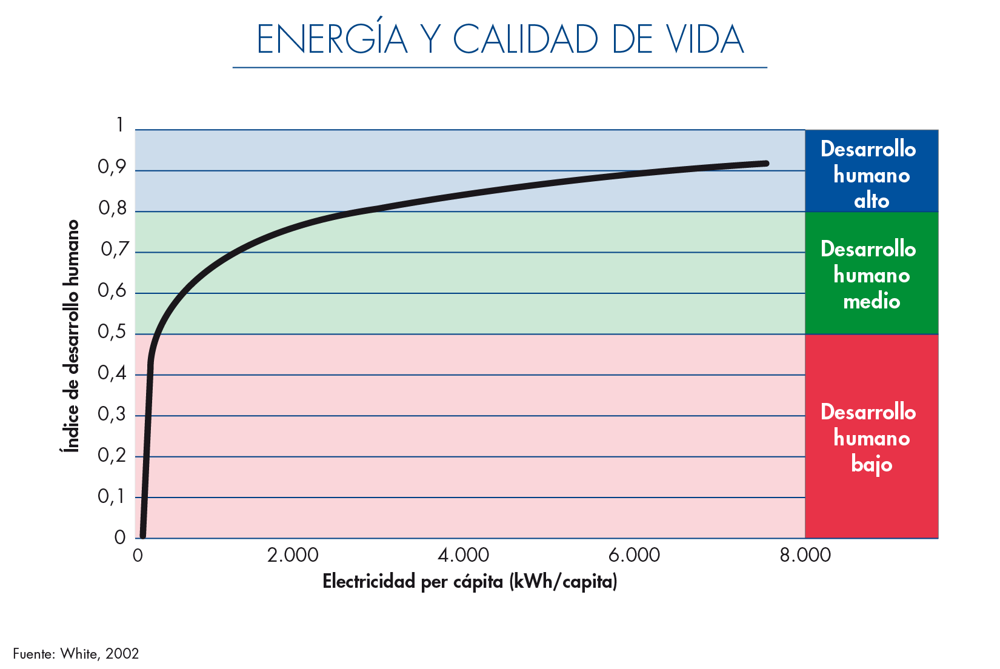 ENERGÍA Y CALIDAD DE VIDA
1
0,9
0,8
0,7
0,6
0,5
0,4
0,3
0,2
0,1
0
Índice de desarrollo humano
Desarrollo
humano
alto
Desarrollo
humano
medio
Desarrollo
humano
bajo
0
2.000
4.000
6.000
8.000
Electricidad per cápita (kWh/capita)
Fuente: White, 2002